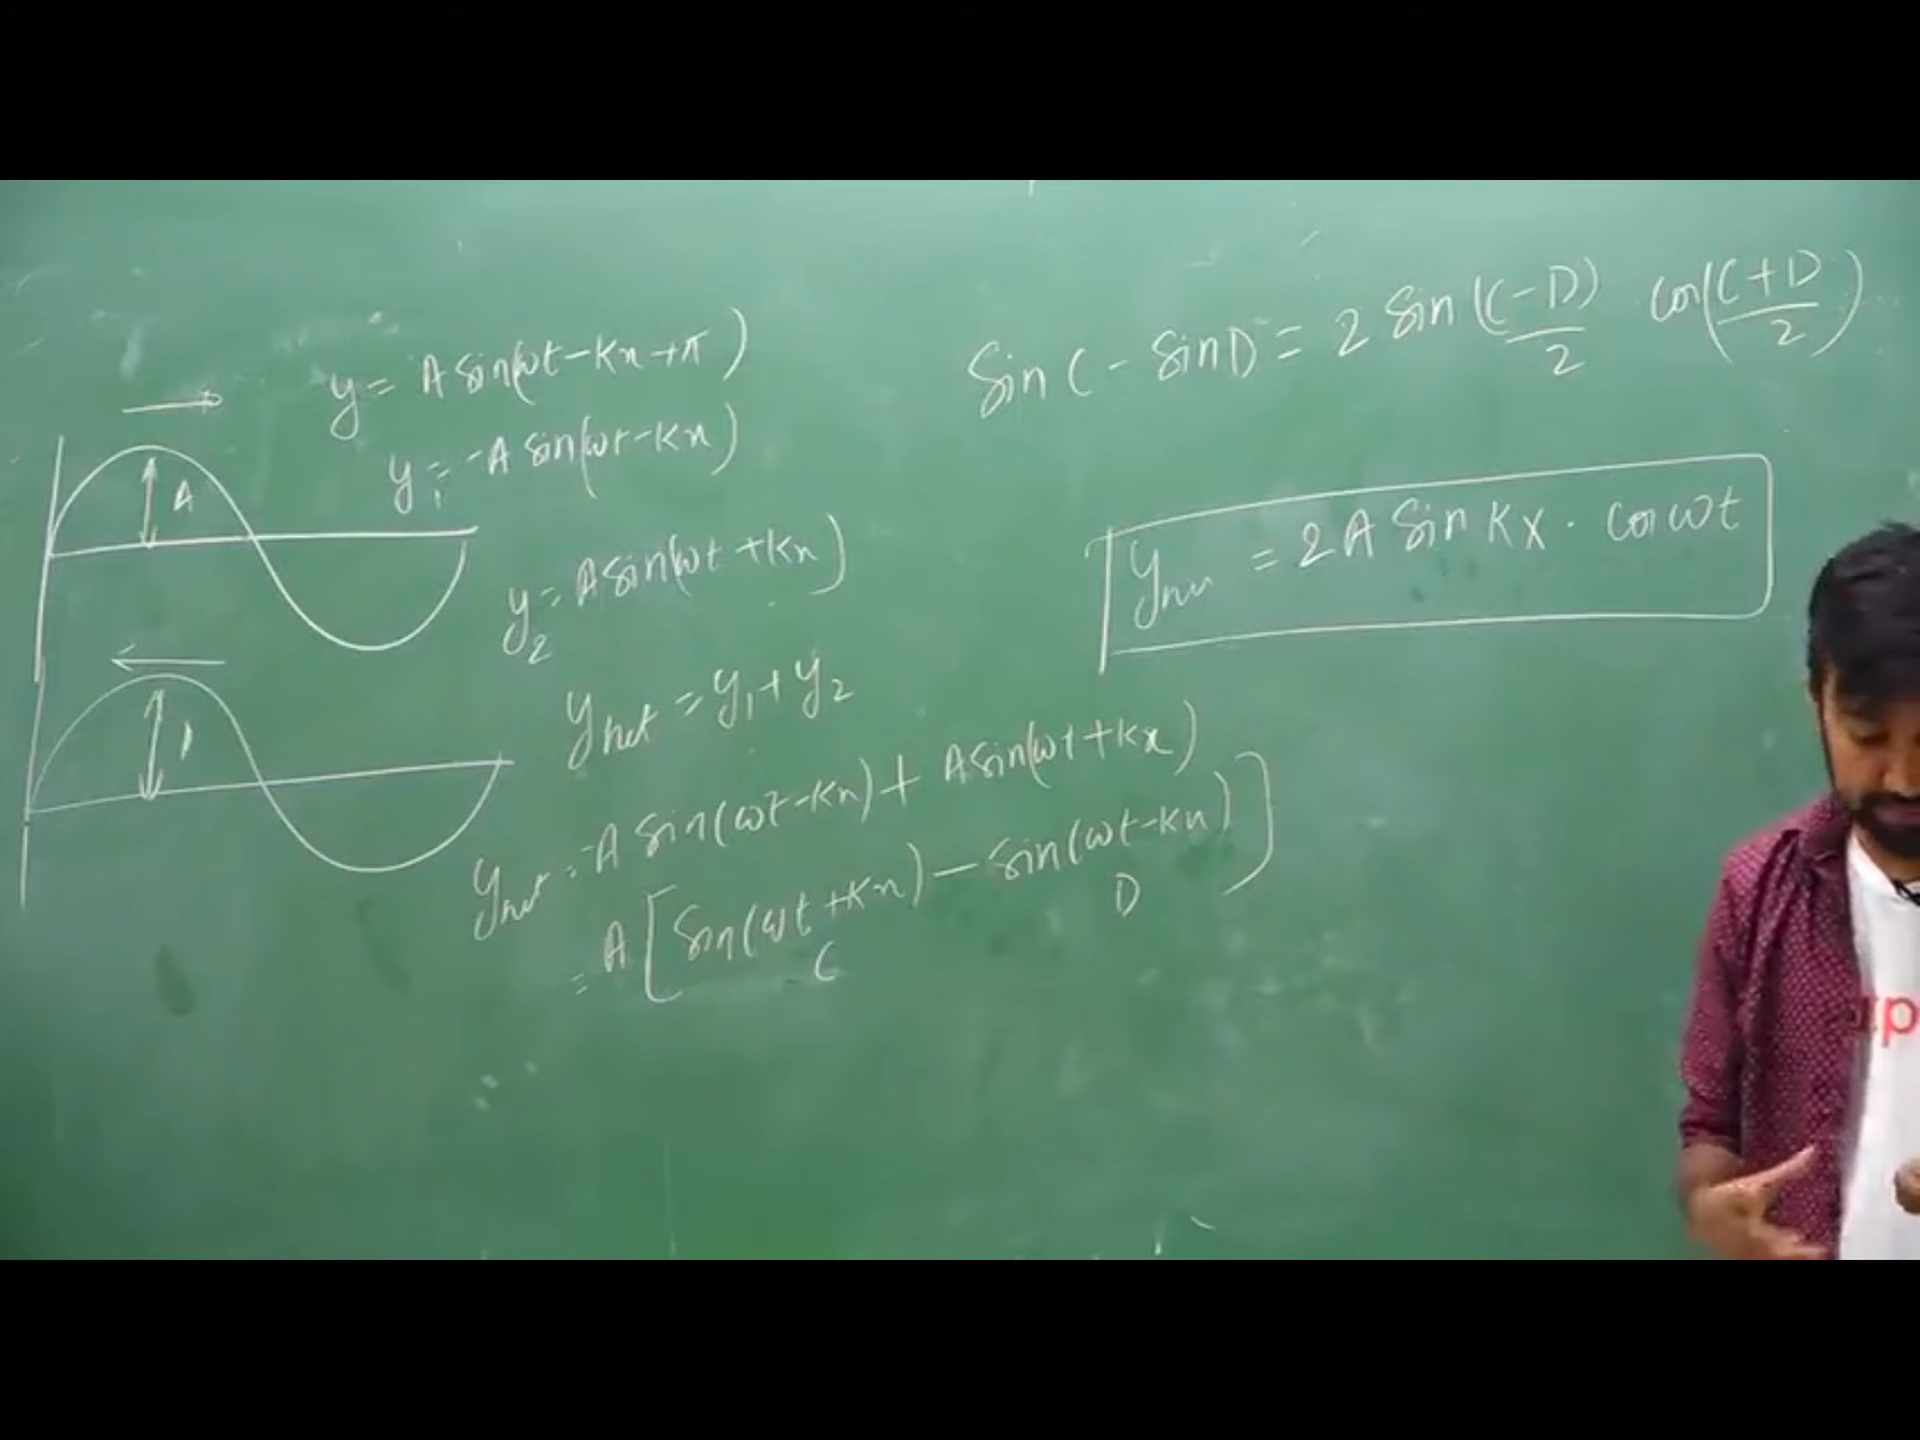 y = A sin(ωt-kx+π)
y₁ = -A sin(ωt-kx)
A
y₂ = A sin(ωt+kx)
y_net = y₁+y₂
y_net = -A sin(ωt-kx) + A sin(ωt+kx)
= A[sin(ωt+kx) - sin(ωt-kx)]
C D
sin C - sin D = 2 sin (C-D)/2 cos((C+D)/2)
y_net = 2A sin kx · cos ωt